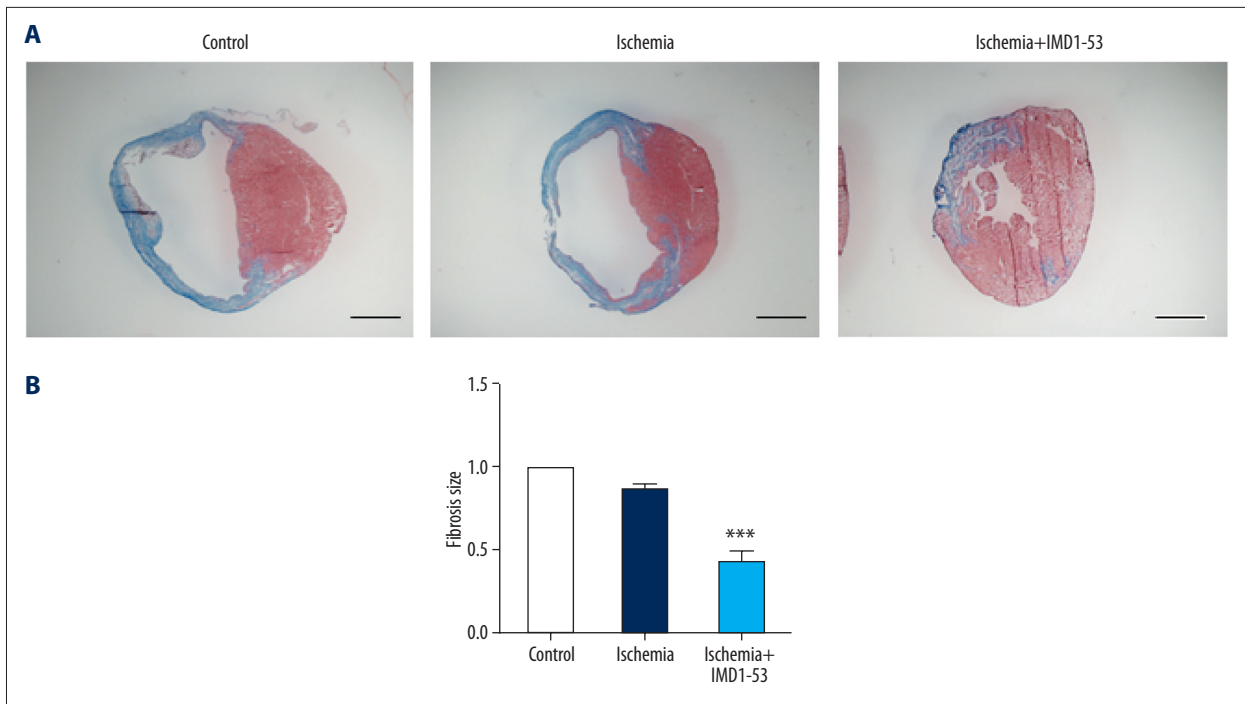 A
Control
Ischemia
Ischemia+IMD1-53
B
1.5
1.0
0.5
0.0
Fibrosis size
***
Control
Ischemia
Ischemia+
IMD1-53